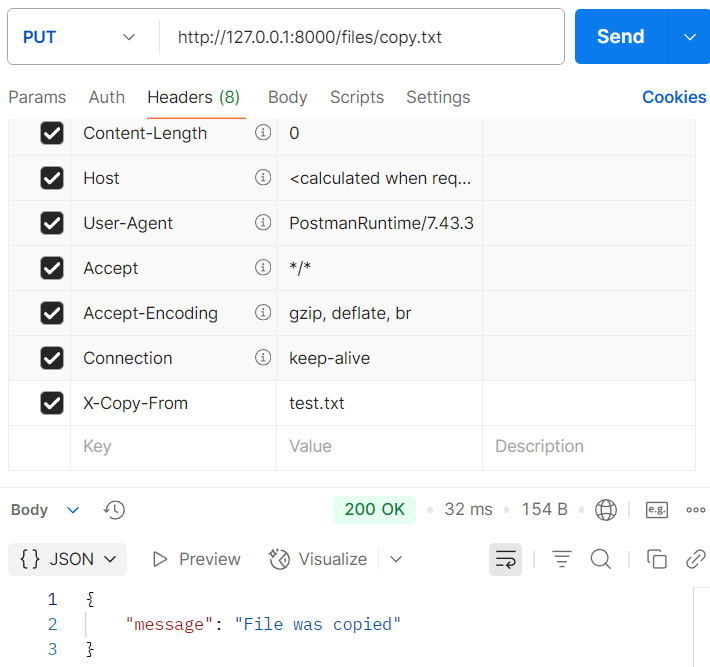 PUT http://127.0.0.1:8000/files/copy.txt Send
Params Auth Headers (8) Body Scripts Settings Cookies
Content-Length 0
Host <calculated when req...
User-Agent PostmanRuntime/7.43.3
Accept */*
Accept-Encoding gzip, deflate, br
Connection keep-alive
X-Copy-From test.txt
Key Value Description
Body 200 OK • 32 ms • 154 B • e.g.
{} JSON Preview Visualize
1 {
2 "message": "File was copied"
3 }